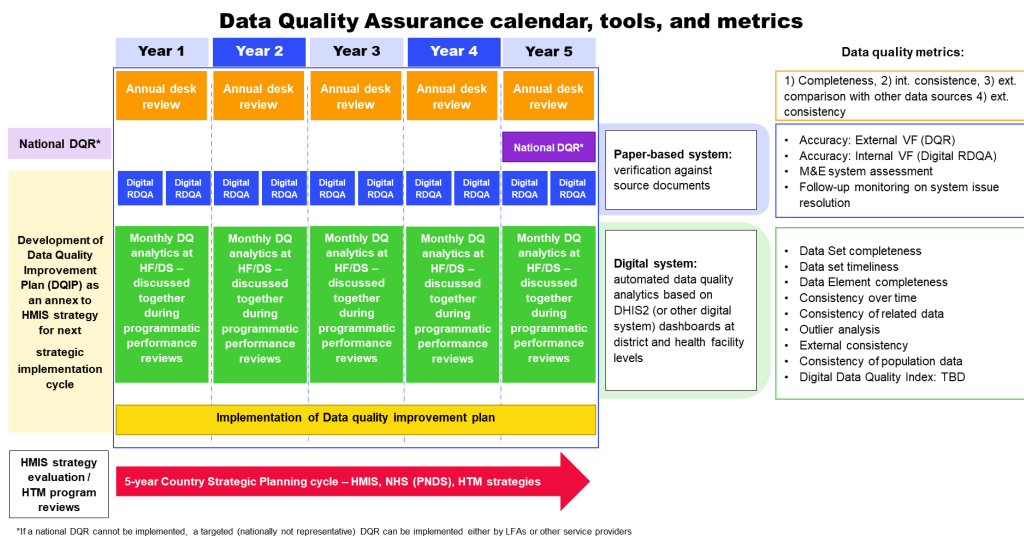 Data Quality Assurance calendar, tools, and metrics
Year 1
Year 2
Year 3
Year 4
Year 5
Data quality metrics:
Annual desk
review
Annual desk
review
Annual desk
review
Annual desk
review
Annual desk
review
1) Completeness, 2) int. consistence, 3) ext.
comparison with other data sources 4) ext.
consistency
National DQR*
National DQR*
Paper-based system:
verification against
source documents
• Accuracy: External VF (DQR)
• Accuracy: Internal VF (Digital RDQA)
• M&E system assessment
• Follow-up monitoring on system issue
resolution
Digital
RDQA
Digital
RDQA
Digital
RDQA
Digital
RDQA
Digital
RDQA
Digital
RDQA
Digital
RDQA
Digital
RDQA
Digital
RDQA
Digital
RDQA
Development of
Data Quality
Improvement
Plan (DQIP) as
an annex to
HMIS strategy
for next
strategic
implementation
cycle
Monthly DQ
analytics at
HF/DS –
discussed
together
during
programmatic
performance
reviews
Monthly DQ
analytics at
HF/DS –
discussed
together
during
programmatic
performance
reviews
Monthly DQ
analytics at
HF/DS –
discussed
together
during
programmatic
performance
reviews
Monthly DQ
analytics at
HF/DS –
discussed
together
during
programmatic
performance
reviews
Monthly DQ
analytics at
HF/DS –
discussed
together
during
programmatic
performance
reviews
Digital system:
automated data quality
analytics based on
DHIS2 (or other digital
system) dashboards at
district and health facility
levels
• Data Set completeness
• Data set timeliness
• Data Element completeness
• Consistency over time
• Consistency of related data
• Outlier analysis
• External consistency
• Consistency of population data
• Digital Data Quality Index: TBD
Implementation of Data quality improvement plan
HMIS strategy
evaluation /
HTM program
reviews
5-year Country Strategic Planning cycle – HMIS, NHS (PNDS), HTM strategies
*If a national DQR cannot be implemented, a targeted (nationally not representative) DQR can be implemented either by LFAs or other service providers